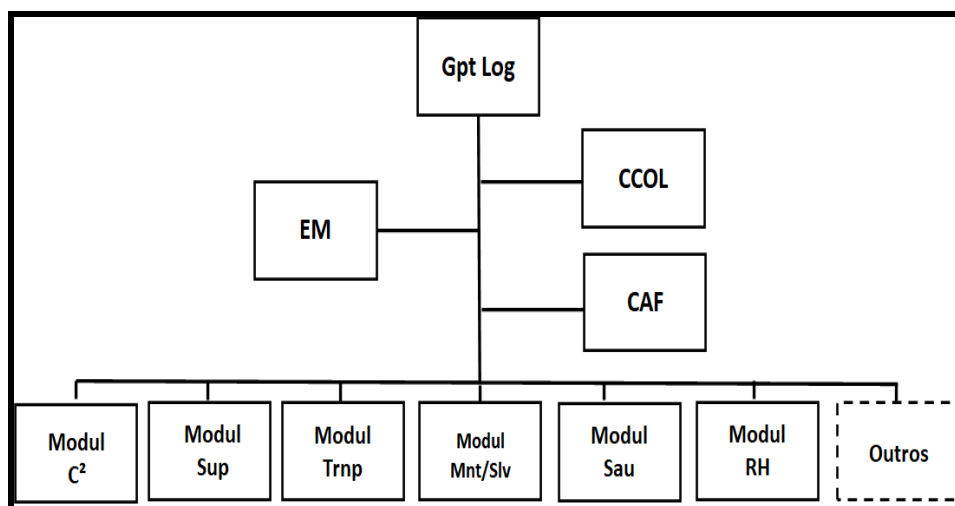 Gpt Log
CCOL
EM
CAF
Modul
C²
Modul
Sup
Modul
Trnp
Modul
Mnt/Slv
Modul
Sau
Modul
RH
Outros